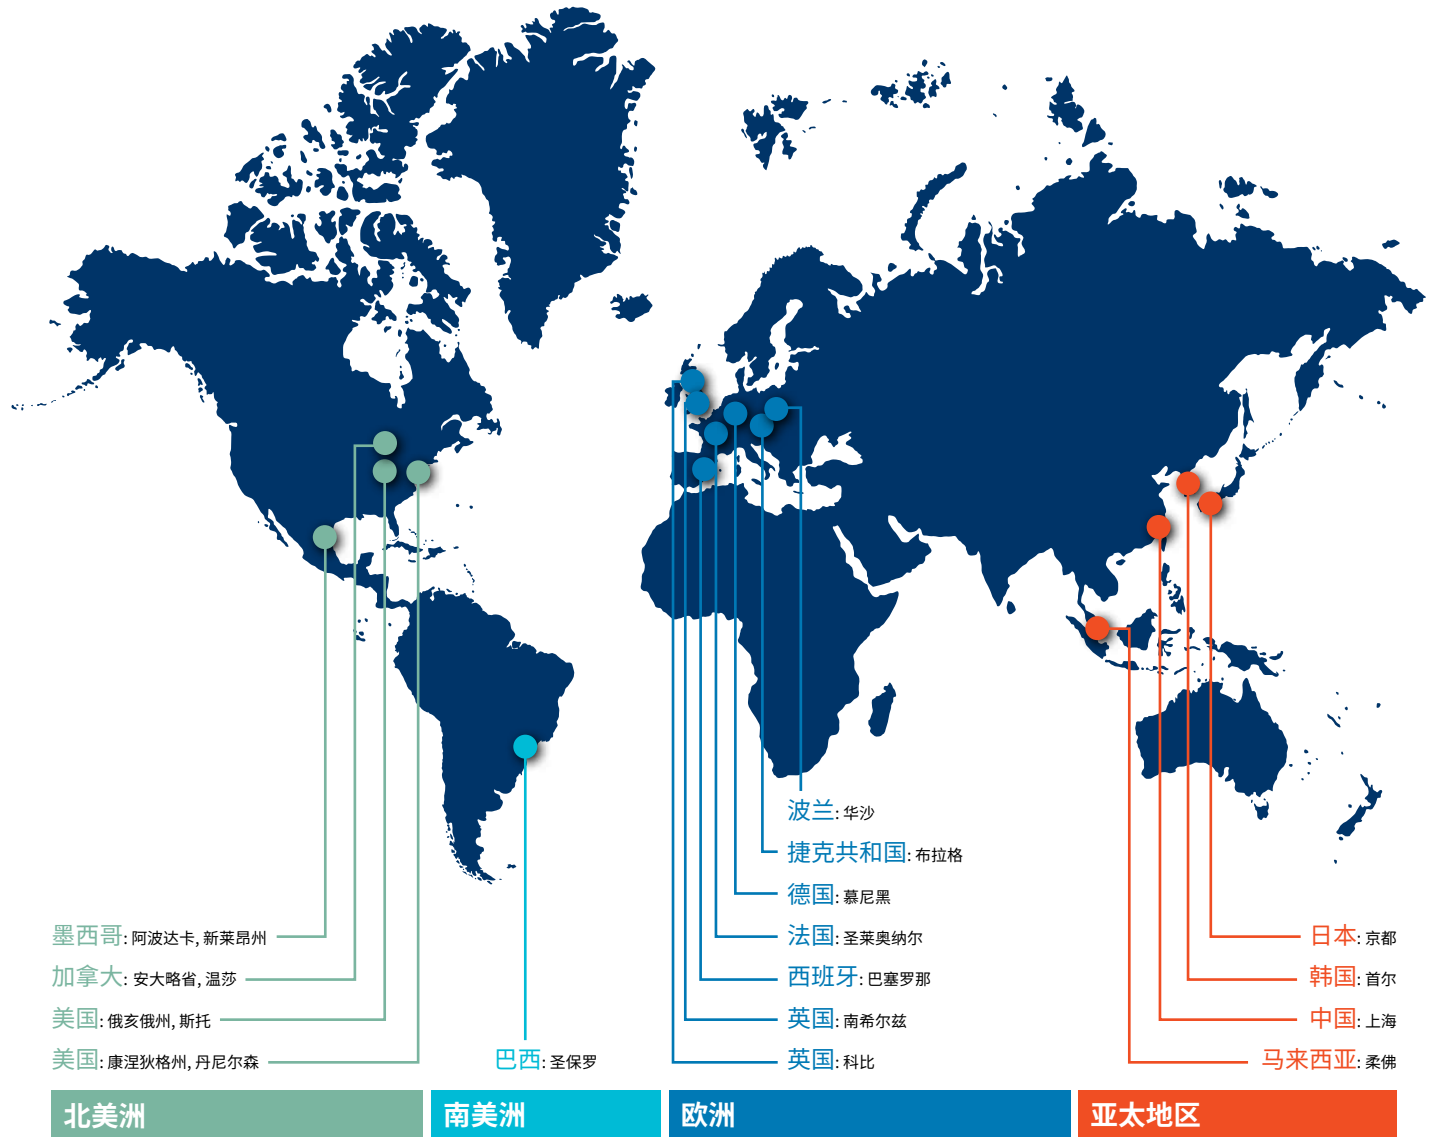 波兰: 华沙
捷克共和国: 布拉格
德国: 慕尼黑
墨西哥: 阿波达卡, 新莱昂州
法国: 圣莱奥纳尔
日本: 京都
加拿大: 安大略省, 温莎
西班牙: 巴塞罗那
韩国: 首尔
美国: 俄亥俄州, 斯托
英国: 南希尔兹
中国: 上海
美国: 康涅狄格州, 丹尼尔森
巴西: 圣保罗
英国: 科比
马来西亚: 柔佛
北美洲
南美洲
欧洲
亚太地区